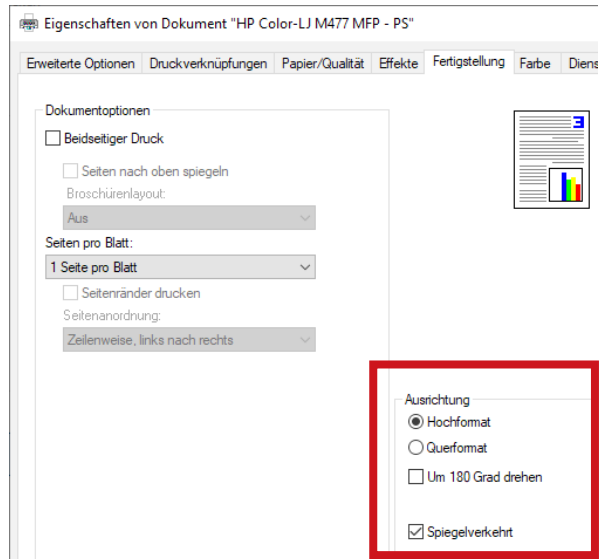 Eigenschaften von Dokument "HP Color-LJ M477 MFP - PS"
Erweiterte Optionen Druckverknüpfungen Papier/Qualität Effekte Fertigstellung Farbe Diens
Dokumentoptionen
Beidseitiger Druck
Seiten nach oben spiegeln
Broschürenlayout:
Aus
Seiten pro Blatt:
1 Seite pro Blatt
Seitenränder drucken
Seitenanordnung:
Zeilenweise, links nach rechts
3
Ausrichtung
Hochformat
Querformat
Um 180 Grad drehen
Spiegelverkehrt